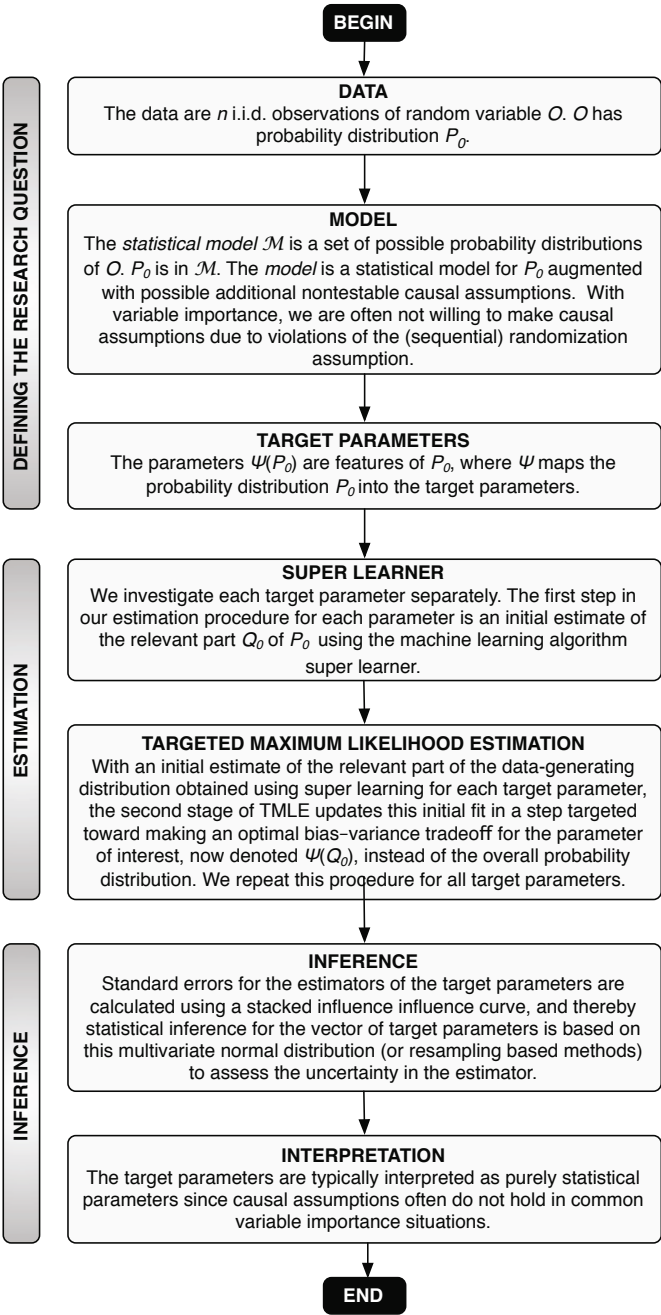 BEGIN
DEFINING THE RESEARCH QUESTION
DATA
The data are n i.i.d. observations of random variable O. O has
probability distribution P₀.
MODEL
The statistical model ℳ is a set of possible probability distributions
of O. P₀ is in ℳ. The model is a statistical model for P₀ augmented
with possible additional nontestable causal assumptions. With
variable importance, we are often not willing to make causal
assumptions due to violations of the (sequential) randomization
assumption.
TARGET PARAMETERS
The parameters Ψ(P₀) are features of P₀, where Ψ maps the
probability distribution P₀ into the target parameters.
ESTIMATION
SUPER LEARNER
We investigate each target parameter separately. The first step in
our estimation procedure for each parameter is an initial estimate of
the relevant part Q₀ of P₀ using the machine learning algorithm
super learner.
TARGETED MAXIMUM LIKELIHOOD ESTIMATION
With an initial estimate of the relevant part of the data-generating
distribution obtained using super learning for each target parameter,
the second stage of TMLE updates this initial fit in a step targeted
toward making an optimal bias–variance tradeoff for the parameter
of interest, now denoted Ψ(Q₀), instead of the overall probability
distribution. We repeat this procedure for all target parameters.
INFERENCE
INFERENCE
Standard errors for the estimators of the target parameters are
calculated using a stacked influence influence curve, and thereby
statistical inference for the vector of target parameters is based on
this multivariate normal distribution (or resampling based methods)
to assess the uncertainty in the estimator.
INTERPRETATION
The target parameters are typically interpreted as purely statistical
parameters since causal assumptions often do not hold in common
variable importance situations.
END